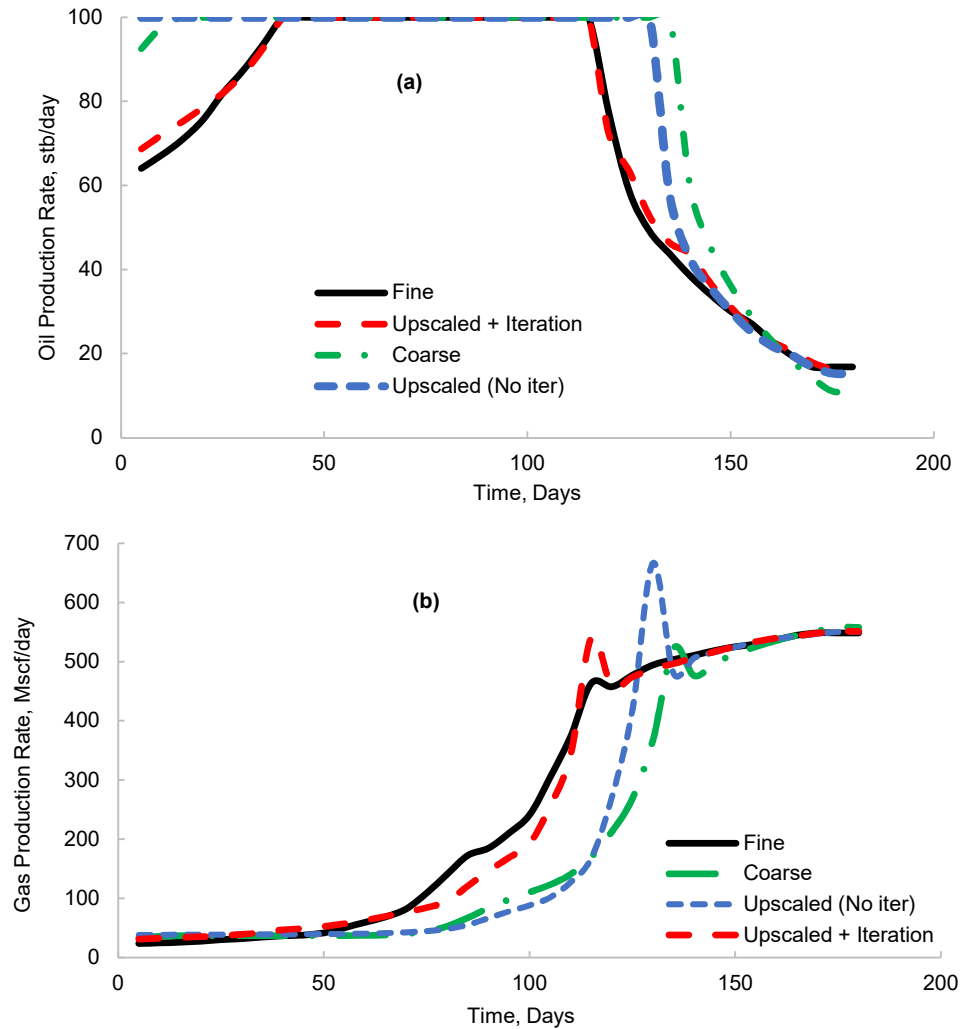 100
(a)
80
60
40
20
0
Oil Production Rate, stb/day
Fine
Upscaled + Iteration
Coarse
Upscaled (No iter)
0 50 100 150 200
Time, Days
700
(b)
600
500
400
300
200
100
0
Gas Production Rate, Mscf/day
Fine
Coarse
Upscaled (No iter)
Upscaled + Iteration
0 50 100 150 200
Time, Days